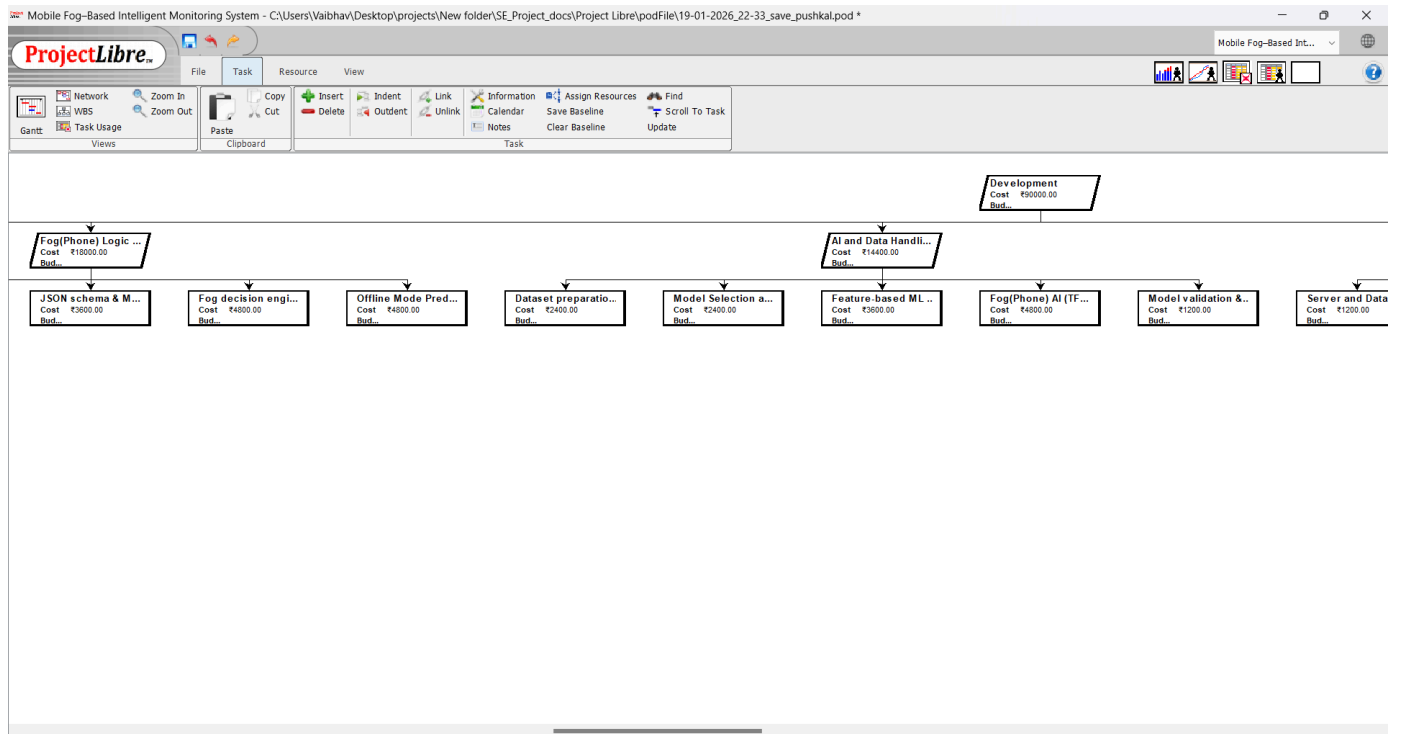 Mobile Fog–Based Intelligent Monitoring System - C:\Users\Vaibhav\Desktop\projects\New folder\SE_Project_docs\Project Libre\podFile\19-01-2026_22-33_save_pushkal.pod *
ProjectLibre™
Mobile Fog–Based Int...
File Task Resource View
Network Zoom In Copy Insert Indent Link Information Assign Resources Find
WBS Zoom Out Cut Delete Outdent Unlink Calendar Save Baseline Scroll To Task
Gantt Task Usage Paste Notes Clear Baseline Update
Views Clipboard Task
Development
Cost ₹90000.00
Bud...
Fog(Phone) Logic ...
Cost ₹18000.00
Bud...
AI and Data Handli...
Cost ₹14400.00
Bud...
JSON schema & M...
Cost ₹3600.00
Bud...
Fog decision engi...
Cost ₹4800.00
Bud...
Offline Mode Pred...
Cost ₹4800.00
Bud...
Dataset preparatio...
Cost ₹2400.00
Bud...
Model Selection a...
Cost ₹2400.00
Bud...
Feature-based ML ..
Cost ₹3600.00
Bud...
Fog(Phone) AI (TF...
Cost ₹4800.00
Bud...
Model validation &..
Cost ₹1200.00
Bud...
Server and Data
Cost ₹1200.00
Bud...